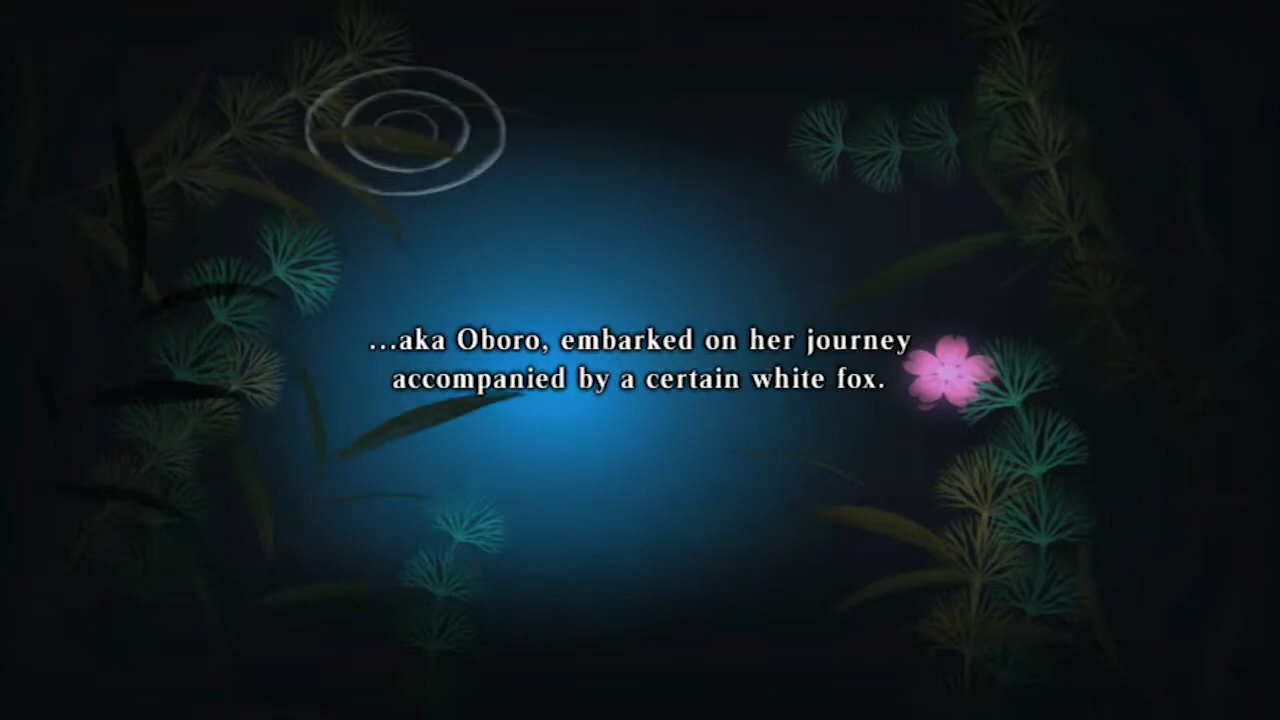 ...aka Oboro, embarked on her journey
accompanied by a certain white fox.